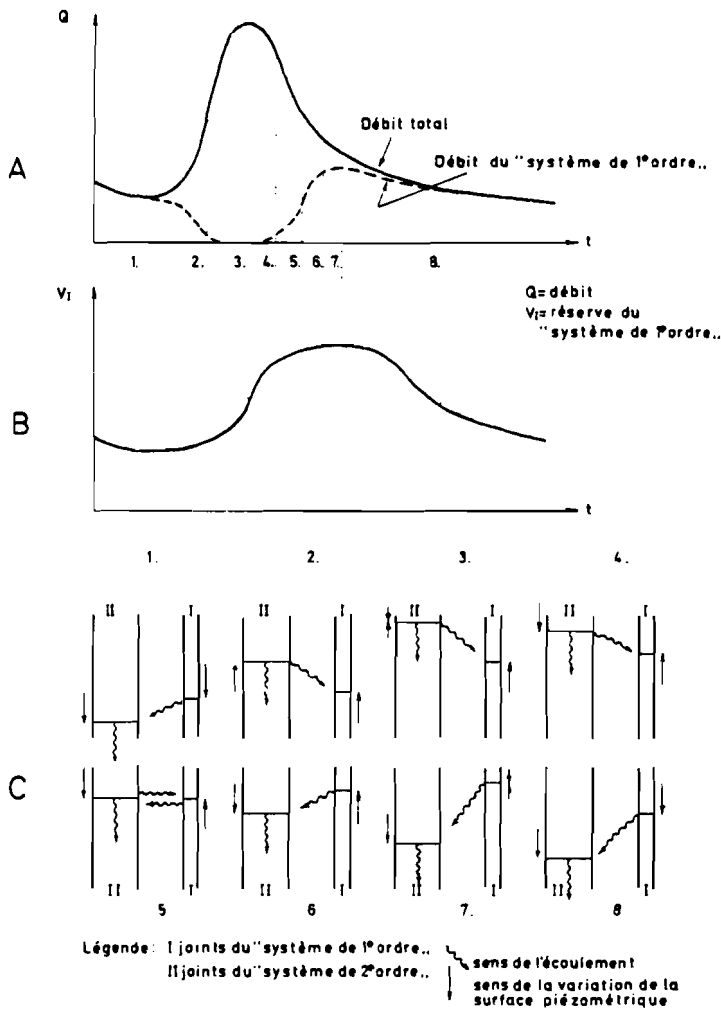 Q
A
Débit total
Débit du "système de 1° ordre„
t
1. 2. 3. 4. 5. 6. 7. 8.
VI
Q= débit
VI= réserve du
"système de 1° ordre„
B
t
1. 2. 3. 4.
II I II I II I II I
C
II I II I II I II I
5 6 7. 8
Légende: I joints du "système de 1° ordre„
II joints du "système de 2° ordre„
sens de l'écoulement
sens de la variation de la
surface piézométrique